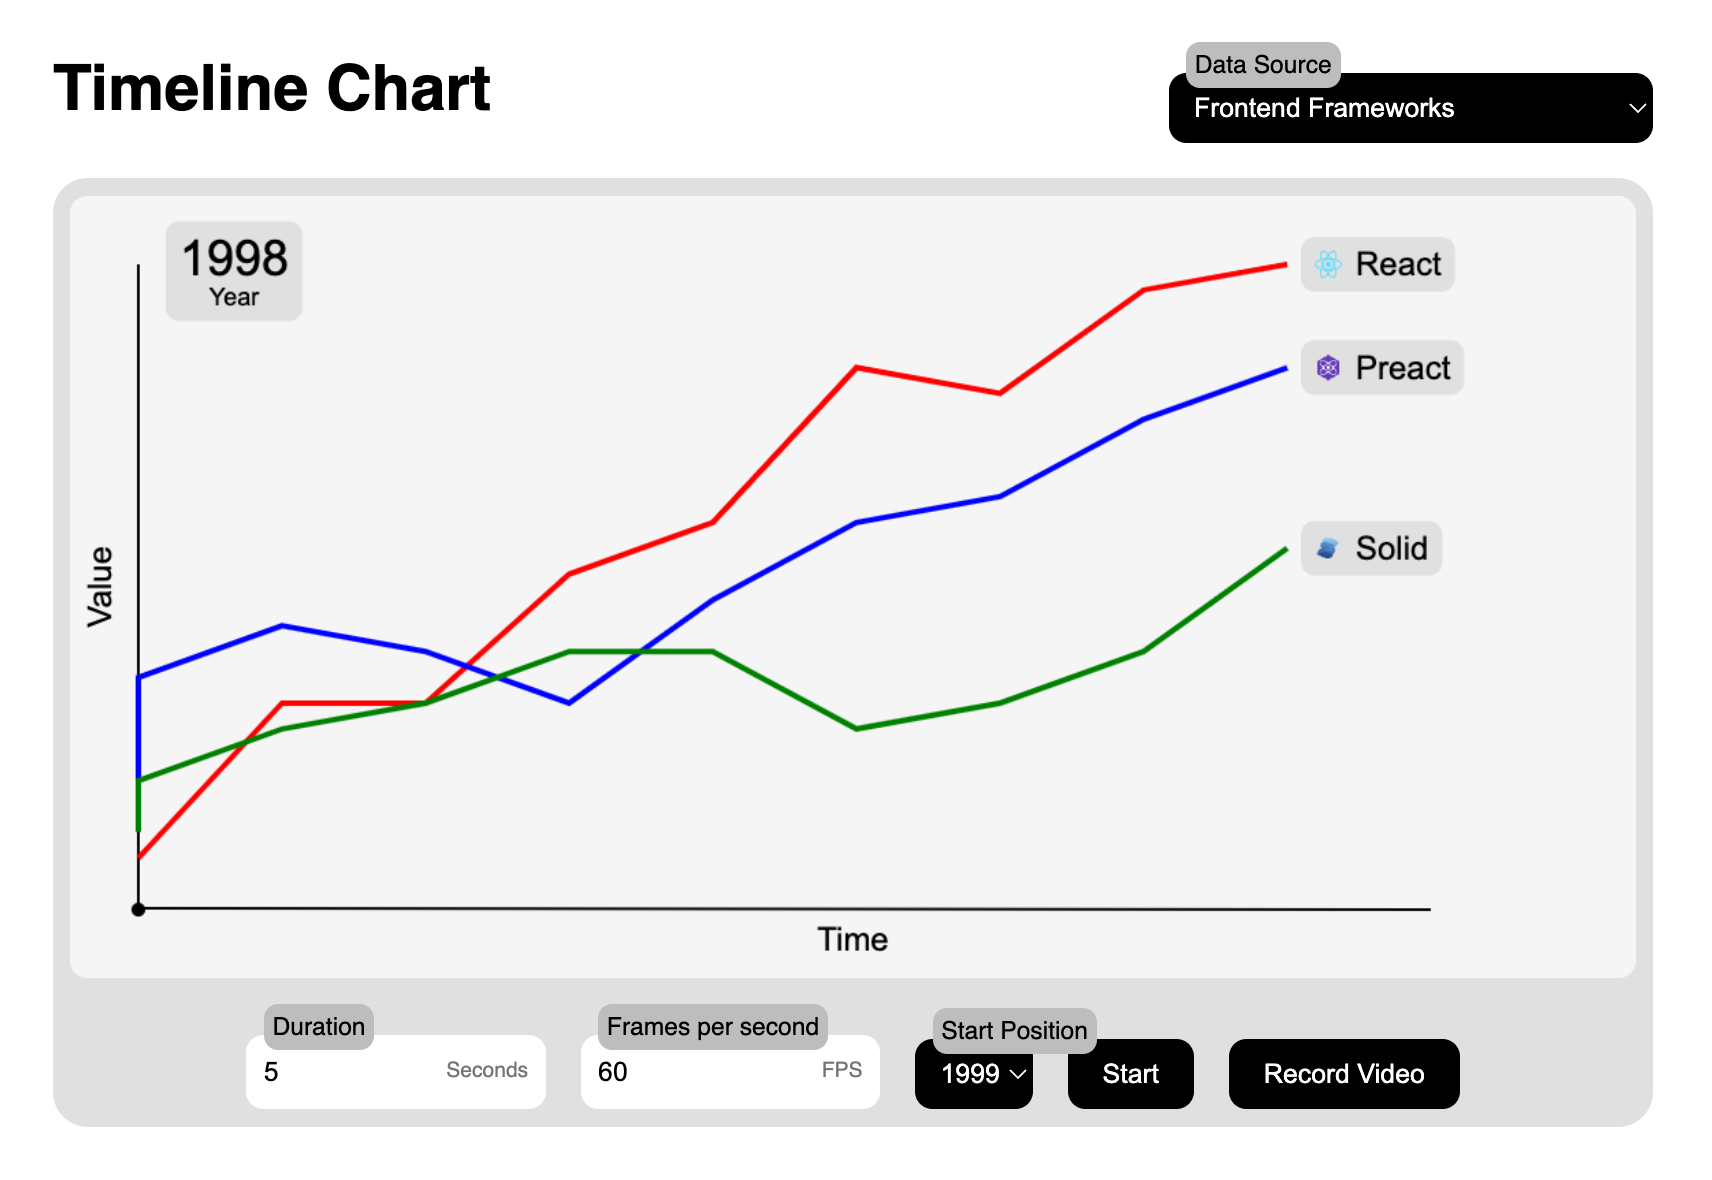 Timeline Chart
Data Source
Frontend Frameworks
1998
Year
React
Preact
Solid
Value
Time
Duration
5 Seconds
Frames per second
60 FPS
Start Position
1999
Start
Record Video